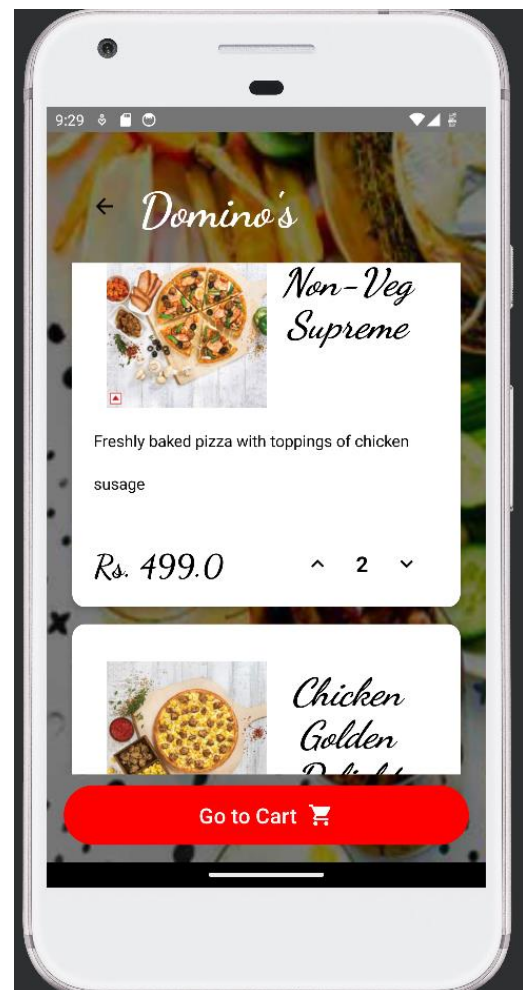 9:29
Domino's
Non-Veg
Supreme
Freshly baked pizza with toppings of chicken
susage
Rs. 499.0
2
Chicken
Golden
Delight
Go to Cart